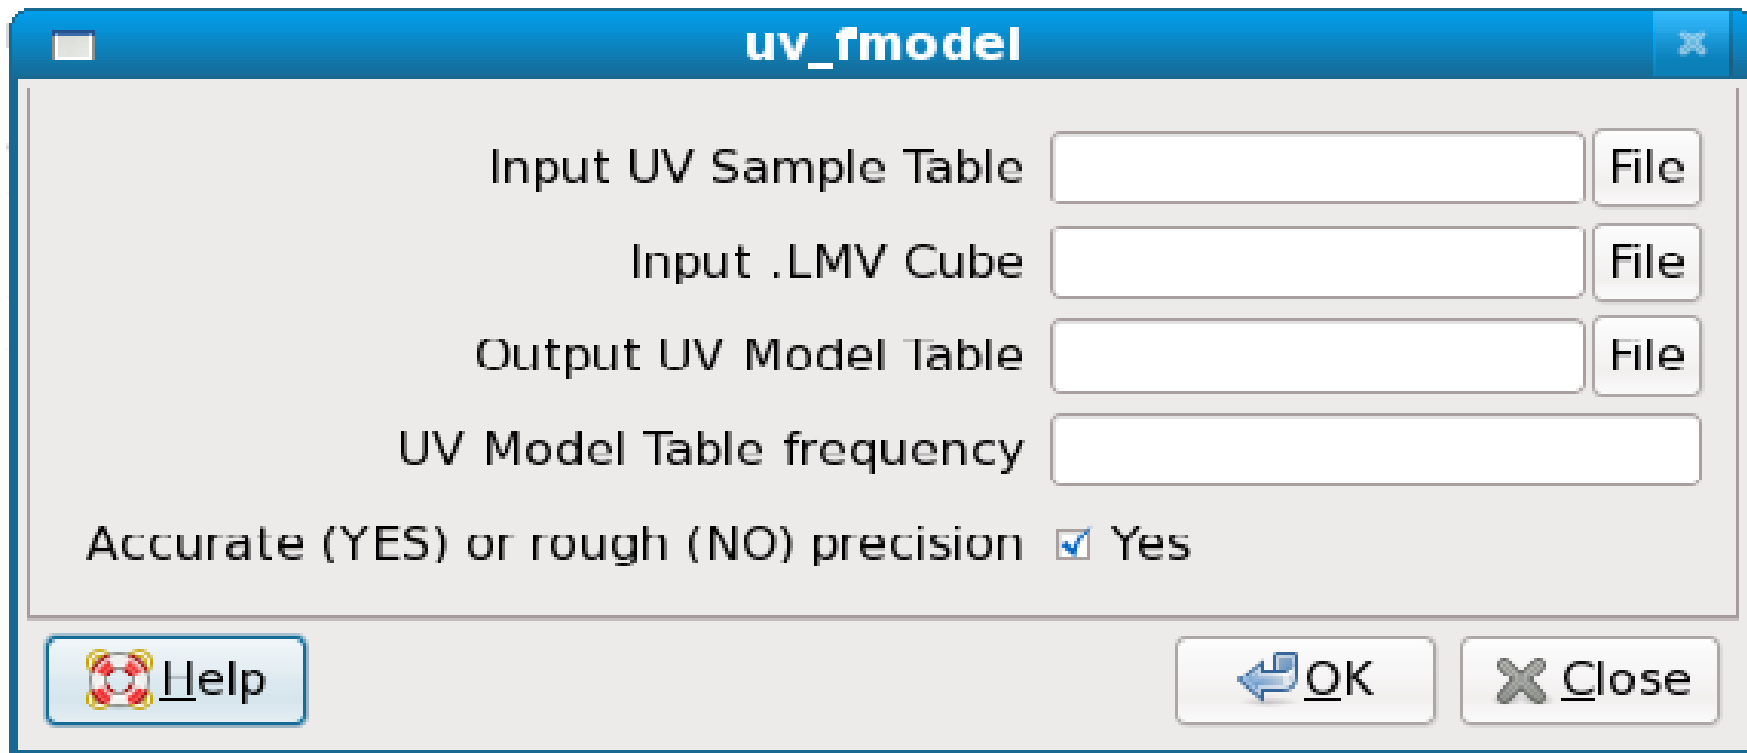 uv_fmodel
Input UV Sample Table File
Input .LMV Cube File
Output UV Model Table File
UV Model Table frequency
Accurate (YES) or rough (NO) precision Yes
Help OK Close